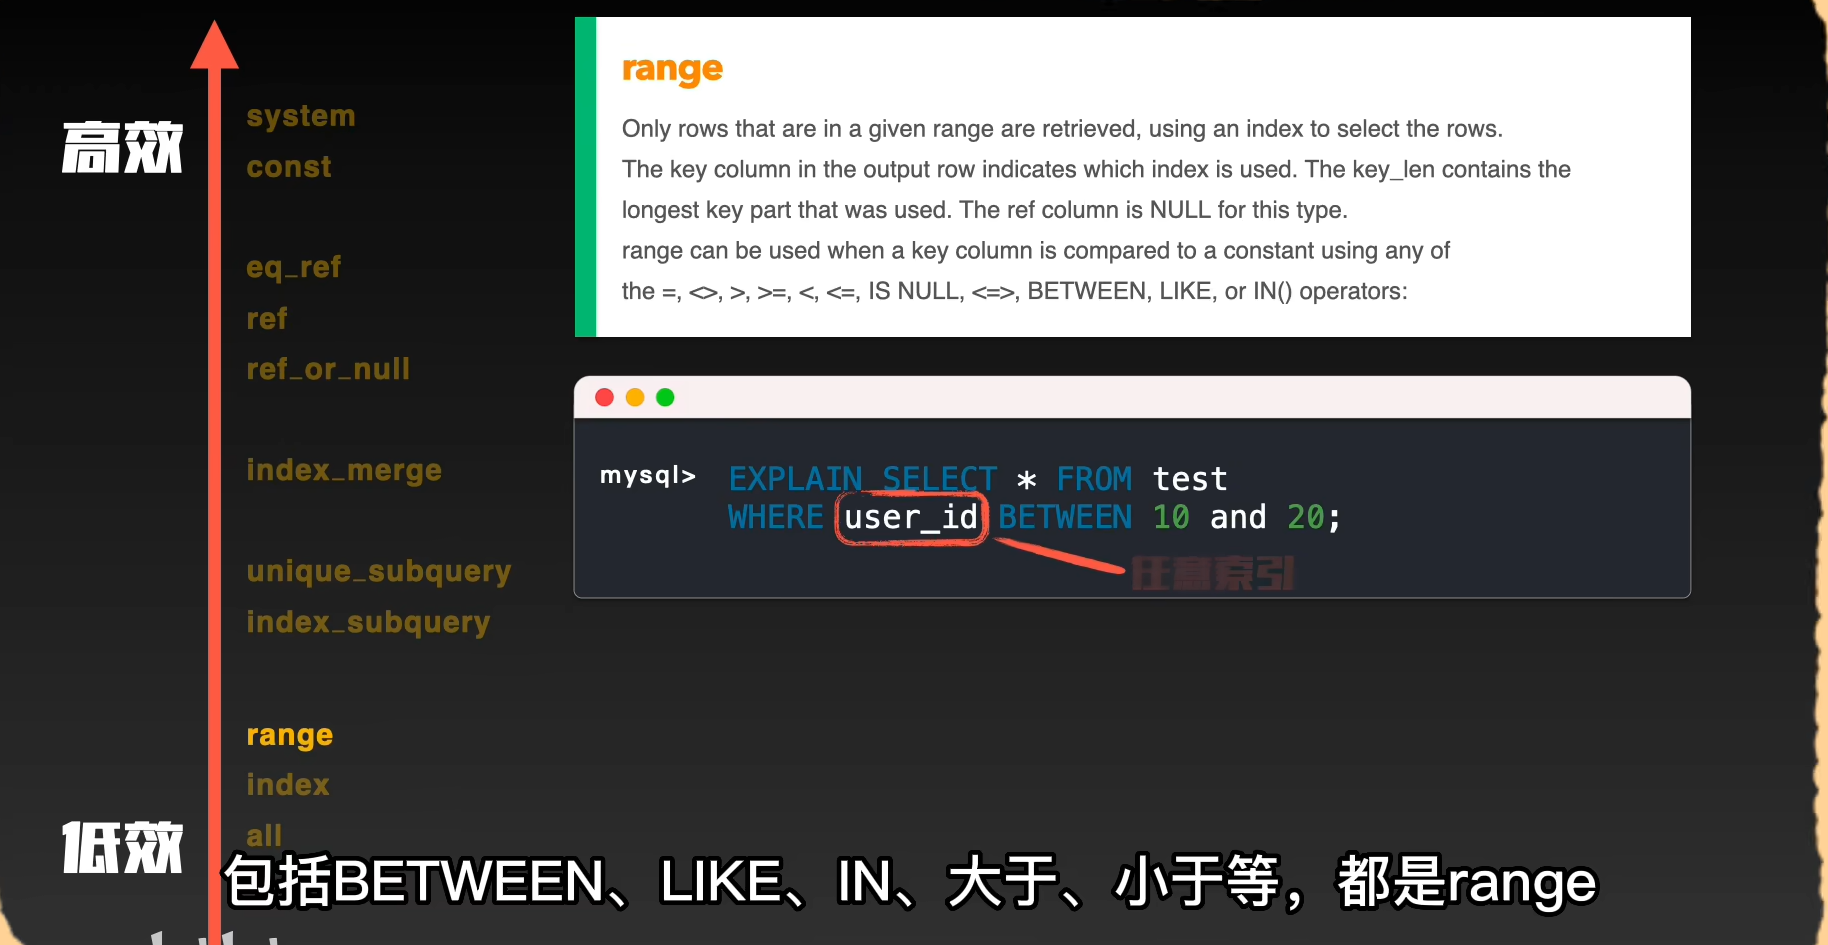 高效
system
const
eq_ref
ref
ref_or_null
index_merge
unique_subquery
index_subquery
range
index
all
低效
range
Only rows that are in a given range are retrieved, using an index to select the rows.
The key column in the output row indicates which index is used. The key_len contains the
longest key part that was used. The ref column is NULL for this type.
range can be used when a key column is compared to a constant using any of
the =, <>, >, >=, <, <=, IS NULL, <=>, BETWEEN, LIKE, or IN() operators:
mysql> EXPLAIN SELECT * FROM test
WHERE user_id BETWEEN 10 and 20;
任意索引
包括BETWEEN、LIKE、IN、大于、小于等，都是range